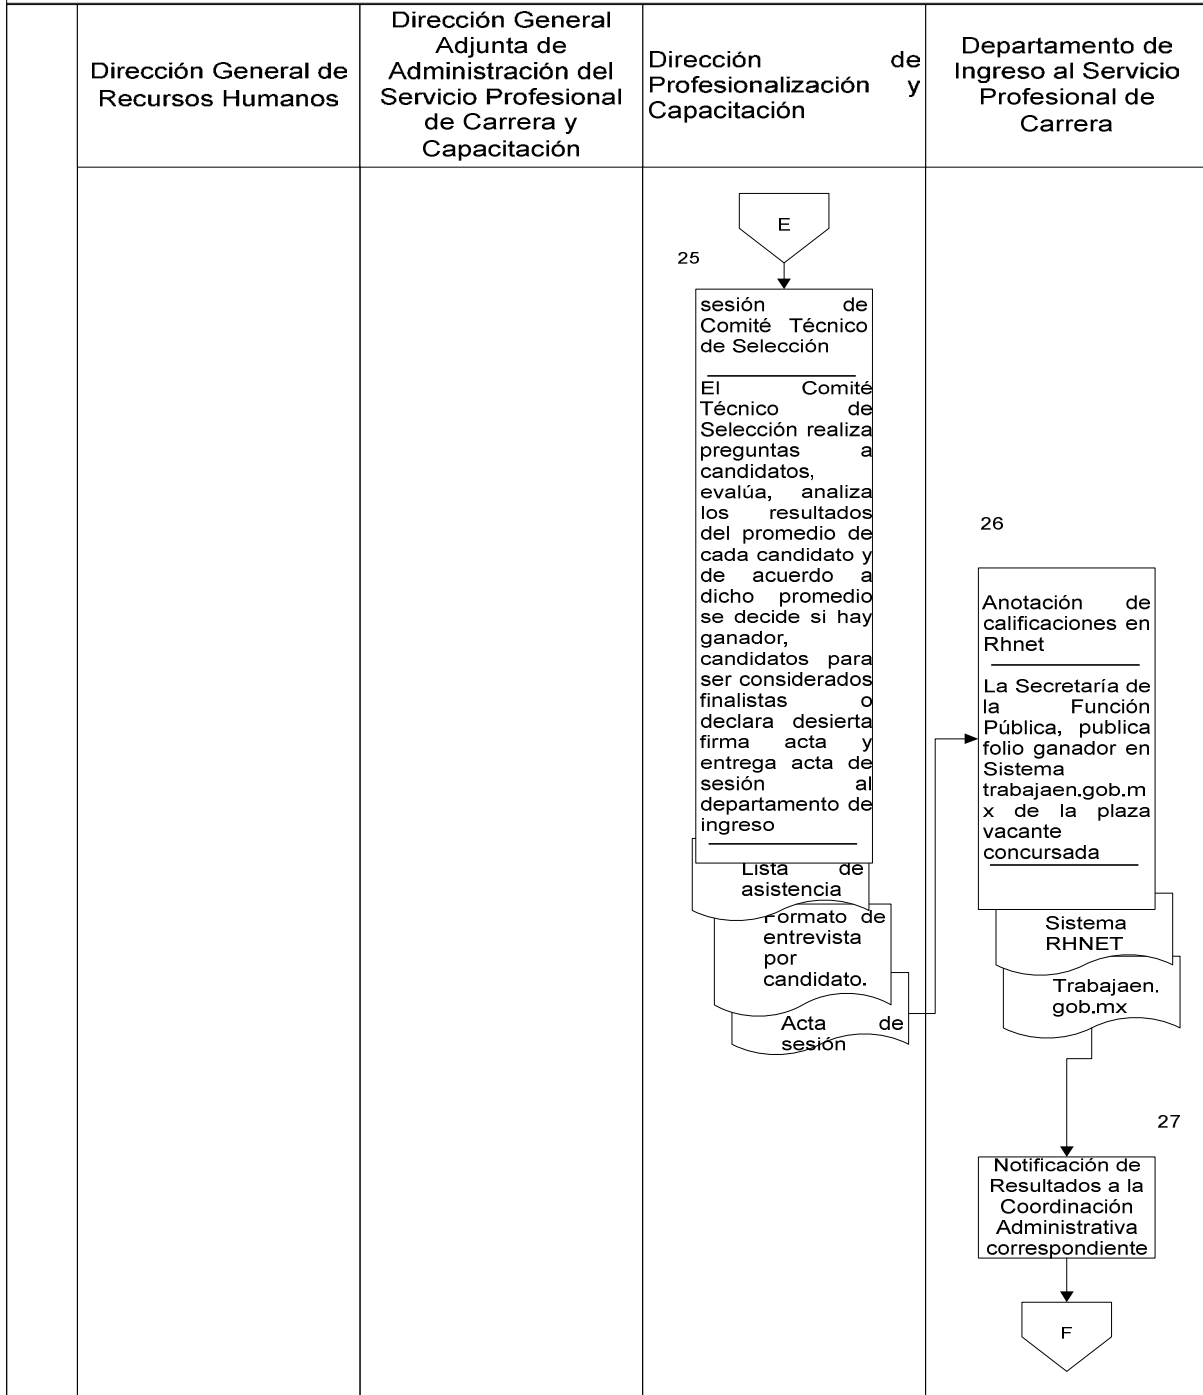 Dirección General de
Recursos Humanos
Dirección General
Adjunta de
Administración del
Servicio Profesional
de Carrera y
Capacitación
Dirección de
Profesionalización y
Capacitación
Departamento de
Ingreso al Servicio
Profesional de
Carrera
E
25
sesión de
Comité Técnico
de Selección
El Comité
Técnico de
Selección realiza
preguntas a
candidatos,
evalúa, analiza
los resultados
del promedio de
cada candidato y
de acuerdo a
dicho promedio
se decide si hay
ganador,
candidatos para
ser considerados
finalistas o
declara desierta
firma acta y
entrega acta de
sesión al
departamento de
ingreso
Lista de
asistencia
Formato de
entrevista
por
candidato.
Acta de
sesión
26
Anotación de
calificaciones en
Rhnet
La Secretaría de
la Función
Pública, publica
folio ganador en
Sistema
trabajaen.gob.m
x de la plaza
vacante
concursada
Sistema
RHNET
Trabajaen.
gob.mx
27
Notificación de
Resultados a la
Coordinación
Administrativa
correspondiente
F